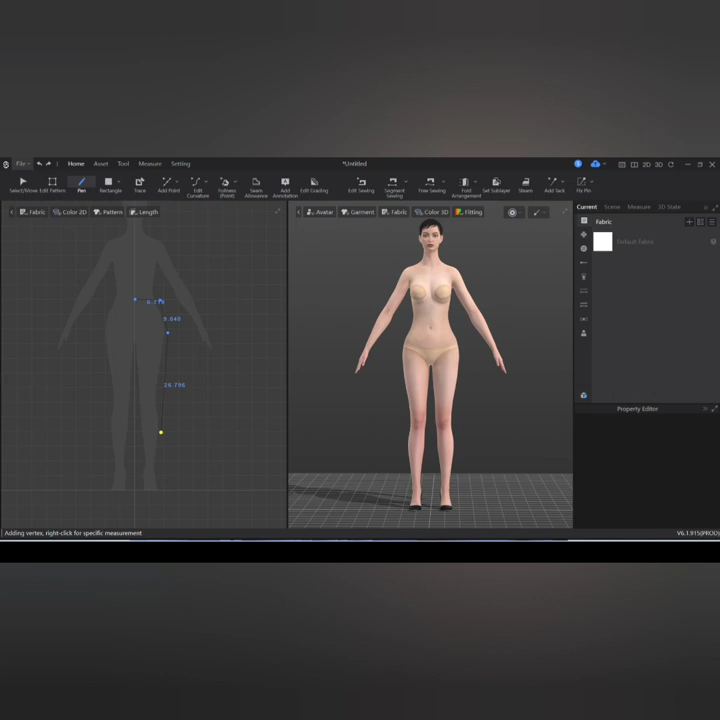 File Home Asset Tool Measure Setting *Untitled S 2D 3D
Select/Move Edit Pattern Pen Rectangle Trace Add Point Edit Curvature Fullness (Point) Seam Allowance Add Annotation Edit Grading Edit Sewing Segment Sewing Free Sewing Fold Arrangement Set Sublayer Steam Add Tack Fix Pin
Fabric Color 2D Pattern Length Avatar Garment Fabric Color 3D Fitting Current Scene Measure 3D State
Fabric
Default Fabric
9.840
26.796
Property Editor
Adding vertex, right-click for specific measurement V6.1.915(PROD)